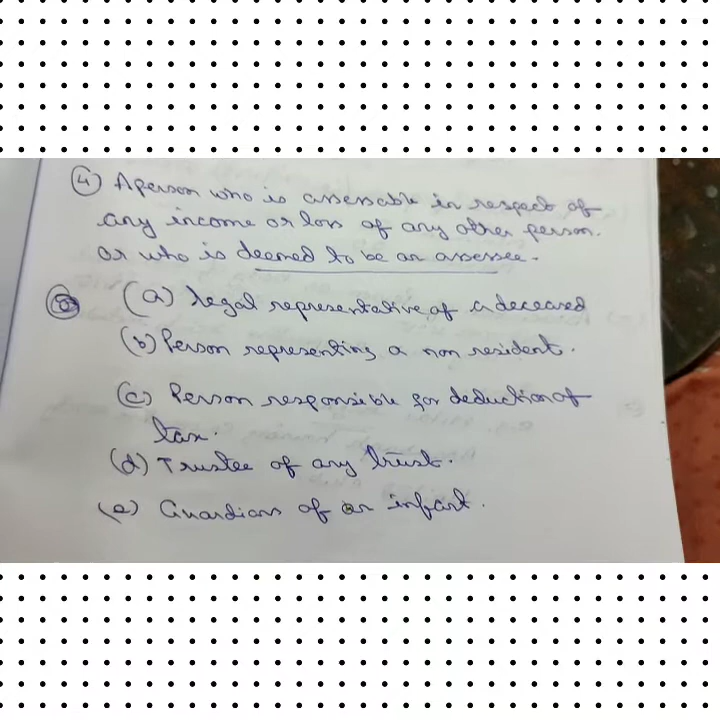 (4) A person who is assessable in respect of
any income or loss of any other person.
or who is deemed to be an assessee.
(a) legal representative of a deceased
(b) Person representing a non resident.
(c) Person responsible for deduction of
tax.
(d) Trustee of any trust.
(e) Guardians of an infant.